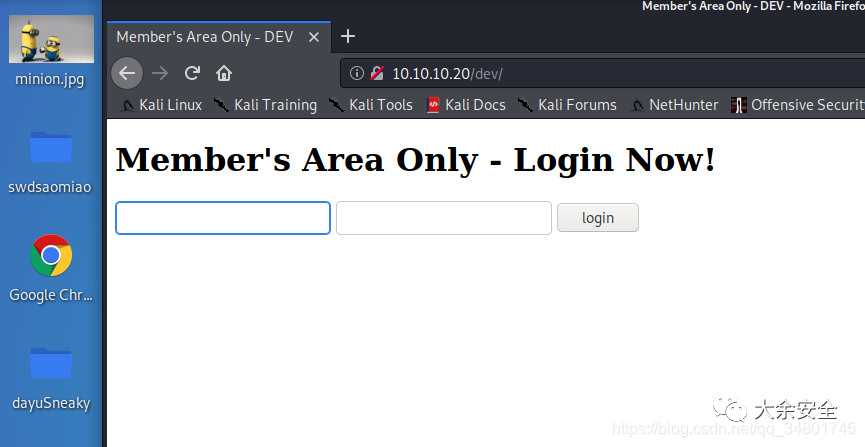 Member's Area Only - DEV - Mozilla Firefo
minion.jpg
swdsaomiao
Google Chr...
dayuSneaky
Member's Area Only - DEV
10.10.10.20/dev/
Kali Linux
Kali Training
Kali Tools
Kali Docs
Kali Forums
NetHunter
Offensive Securit
Member's Area Only - Login Now!
login
大余安全
https://blog.csdn.net/qq_34801745